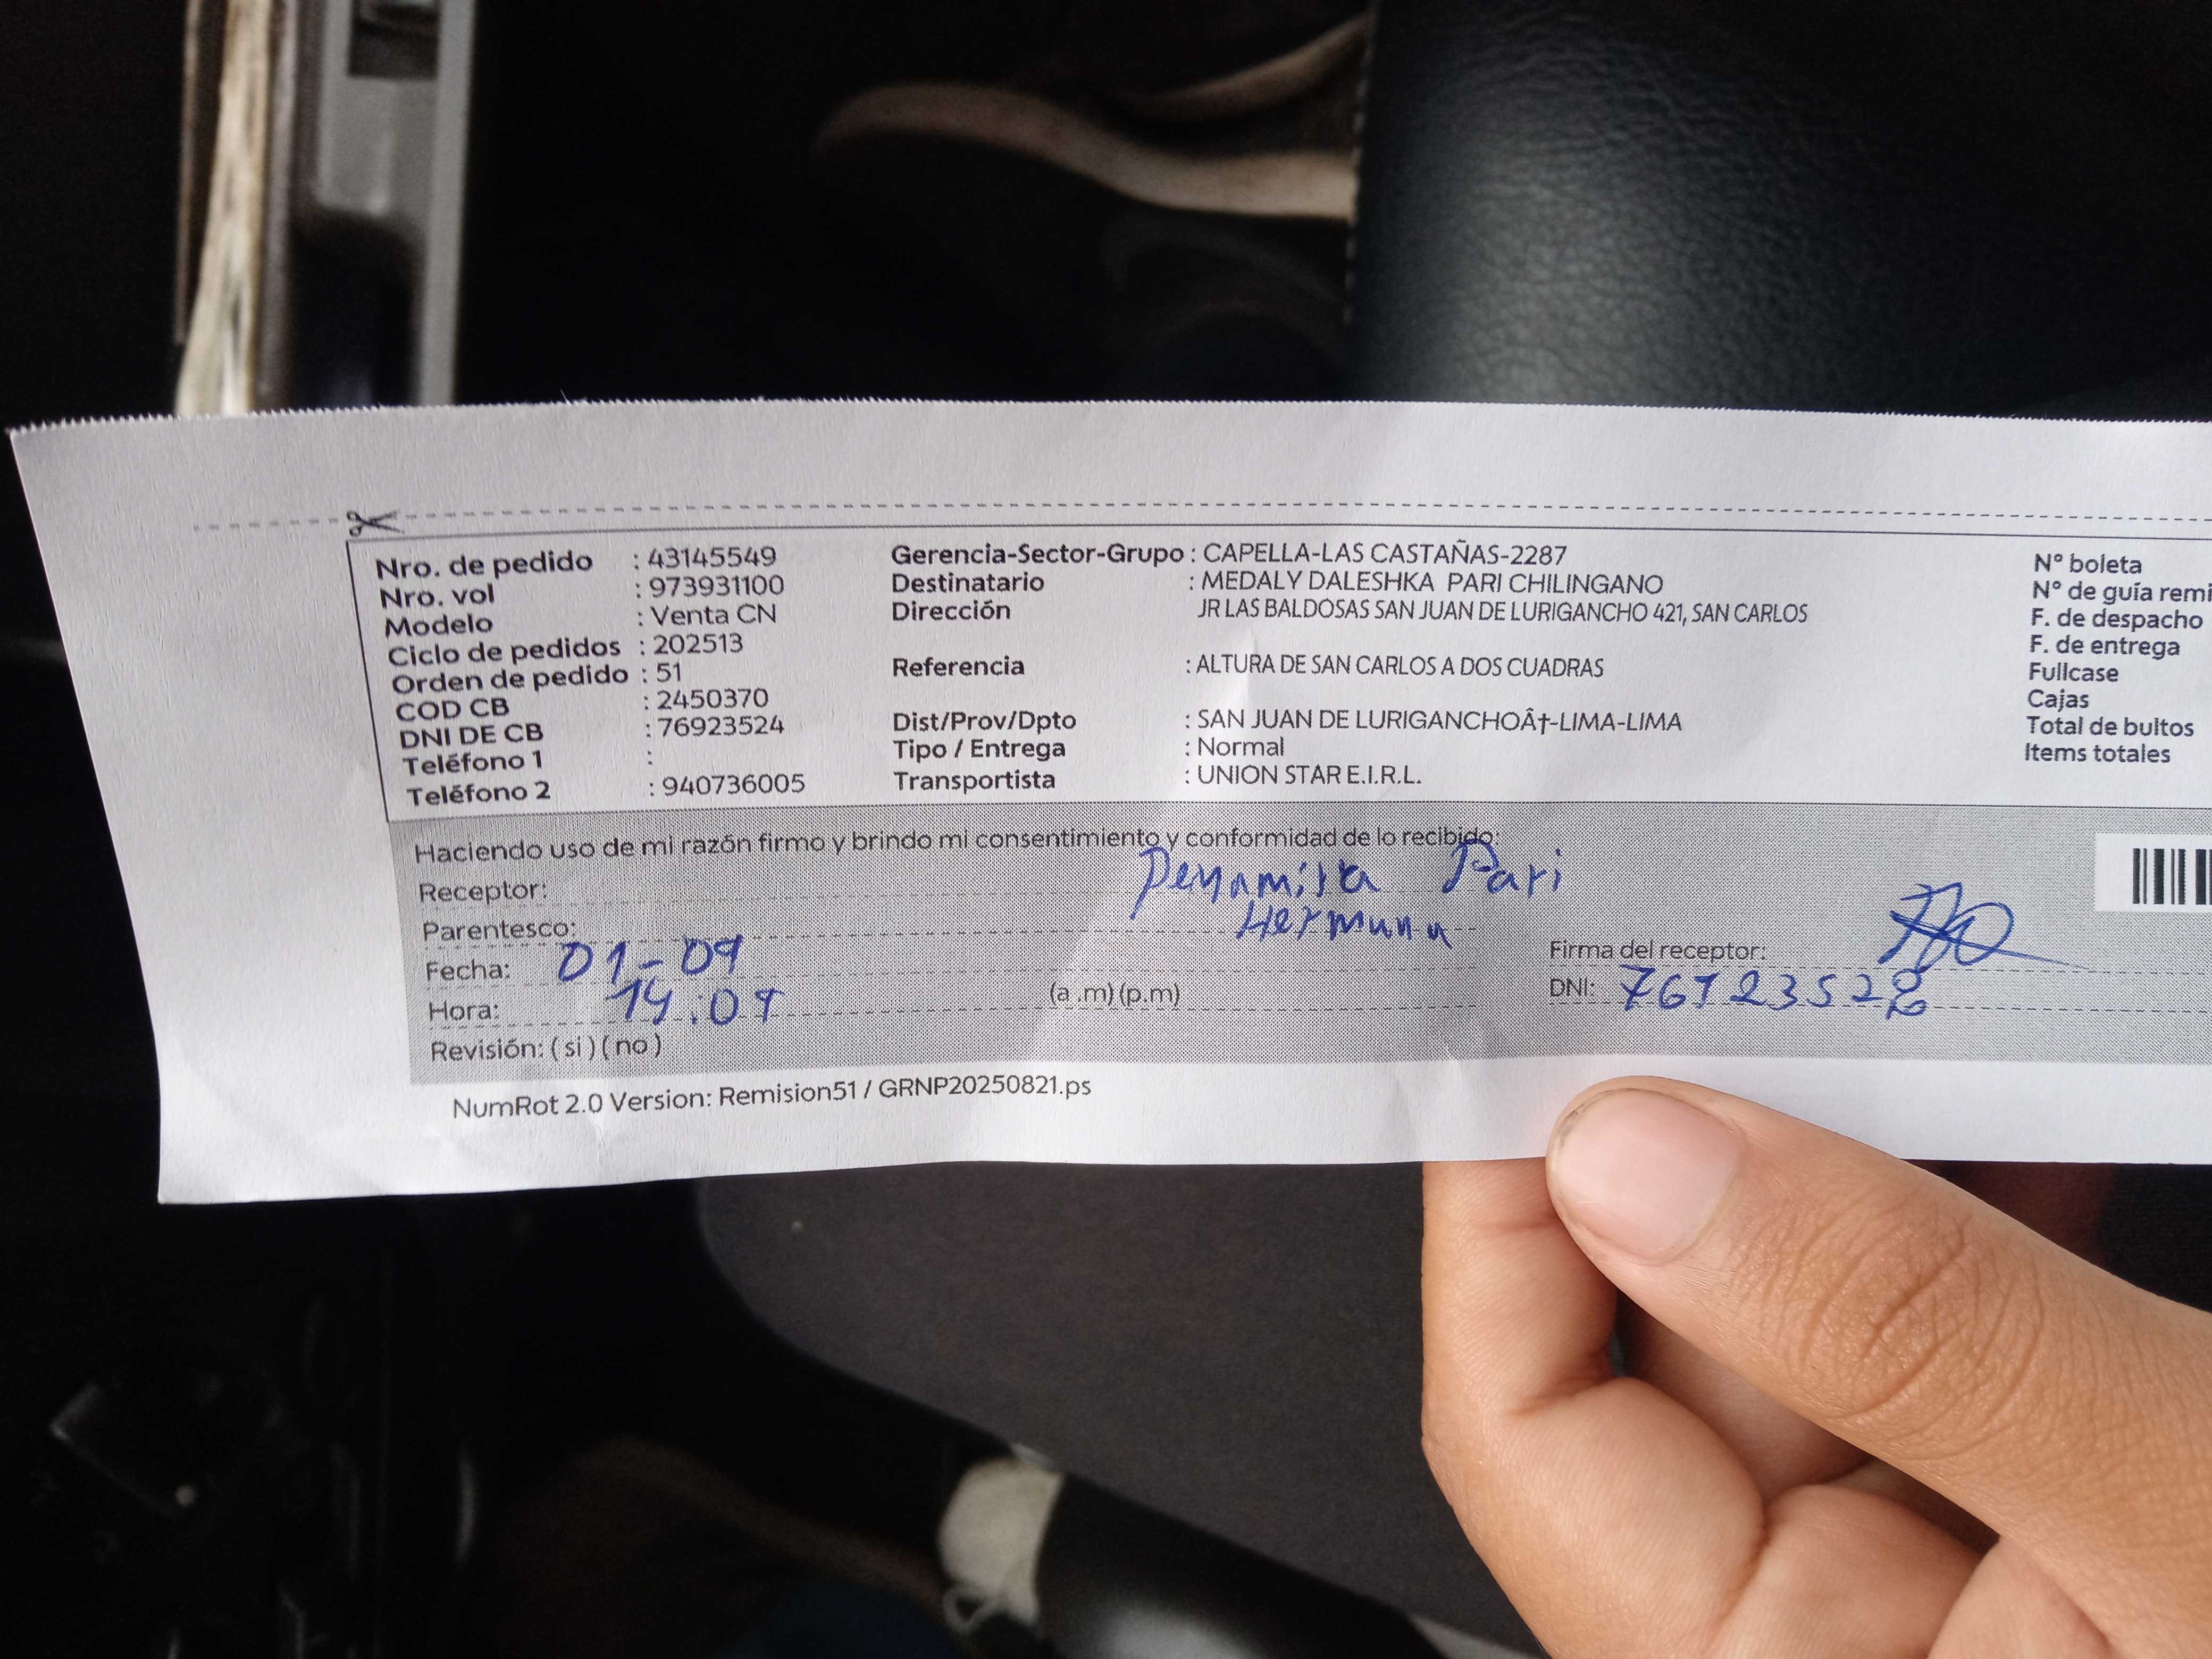 Nro. de pedido : 43145549
Nro. vol : 973931100
Modelo : Venta CN
Ciclo de pedidos : 202513
Orden de pedido : 51
COD CB : 2450370
DNI DE CB : 76923524
Teléfono 1 :
Teléfono 2 : 940736005
Gerencia-Sector-Grupo : CAPELLA-LAS CASTAÑAS-2287
Destinatario : MEDALY DALESHKA PARI CHILINGANO
Dirección JR LAS BALDOSAS SAN JUAN DE LURIGANCHO 421, SAN CARLOS
Referencia : ALTURA DE SAN CARLOS A DOS CUADRAS
Dist/Prov/Dpto : SAN JUAN DE LURIGANCHOÂ†-LIMA-LIMA
Tipo / Entrega : Normal
Transportista : UNION STAR E.I.R.L.
Nº boleta
Nº de guía remi
F. de despacho
F. de entrega
Fullcase
Cajas
Total de bultos
Items totales
Haciendo uso de mi razón firmo y brindo mi consentimiento y conformidad de lo recibido:
Receptor: Pari
Parentesco: Hermana
Fecha: 01-09
Hora: 14:09 (a .m) (p.m)
Revisión: ( si ) ( no )
Firma del receptor:
DNI:
NumRot 2.0 Version: Remision51 / GRNP20250821.ps